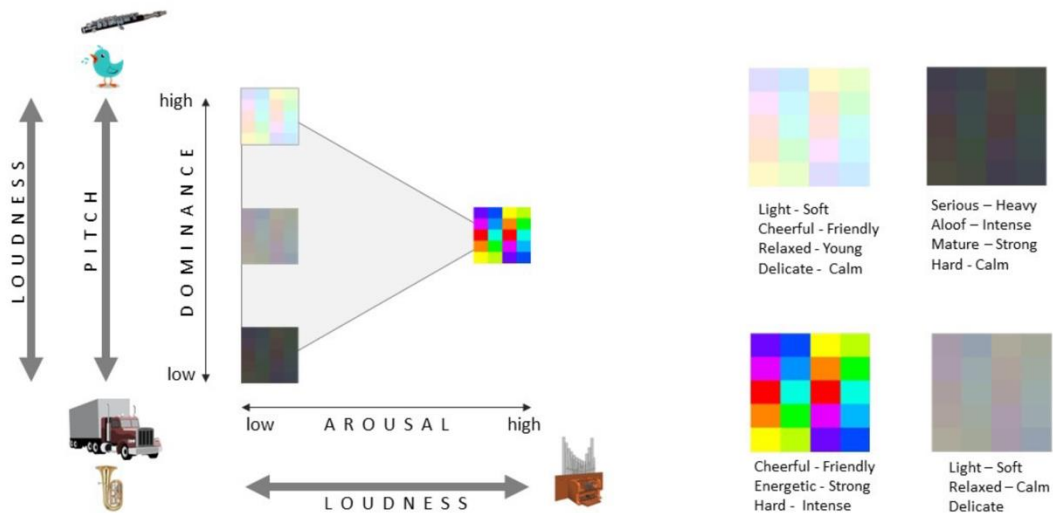 LOUDNESS
PITCH
DOMINANCE
high
low
low
AROUSAL
high
LOUDNESS
Light - Soft
Cheerful - Friendly
Relaxed - Young
Delicate - Calm
Serious – Heavy
Aloof – Intense
Mature – Strong
Hard - Calm
Cheerful - Friendly
Energetic - Strong
Hard - Intense
Light – Soft
Relaxed – Calm
Delicate